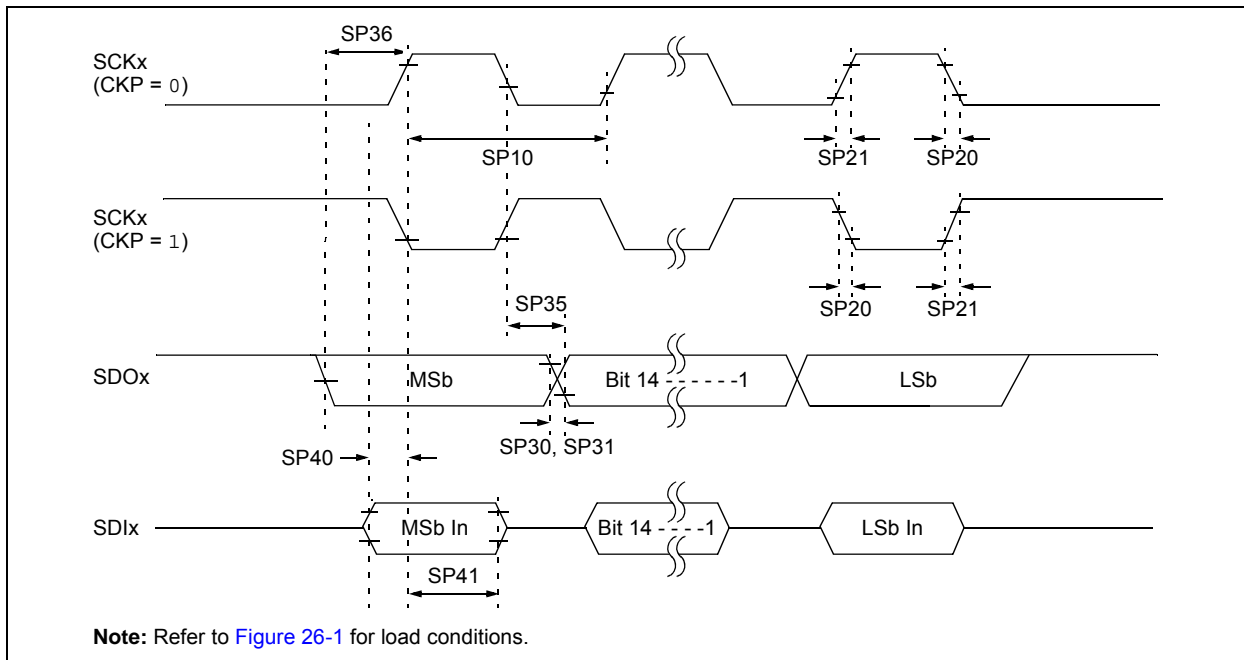 SP36
SCKx
(CKP = 0)
SP10
SP21
SP20
SCKx
(CKP = 1)
SP35
SP20
SP21
SDOx
MSb
Bit 14 - - - - - -1
LSb
SP30, SP31
SP40
SDIx
MSb In
Bit 14 - - - -1
LSb In
SP41
Note: Refer to Figure 26-1 for load conditions.